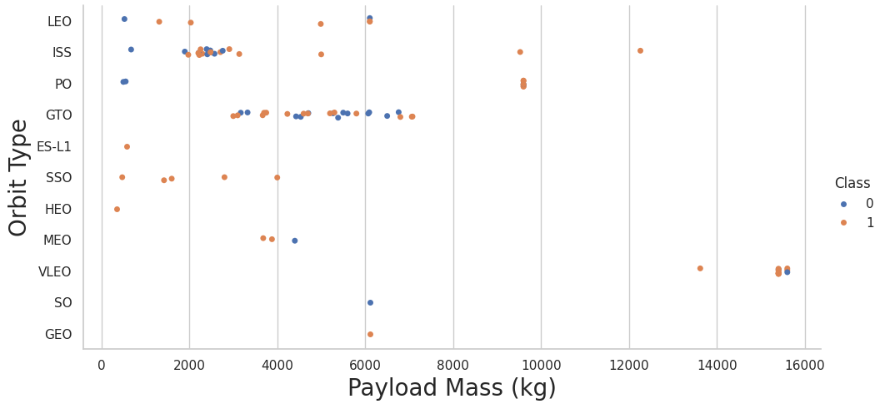 Orbit Type
LEO
ISS
PO
GTO
ES-L1
SSO
HEO
MEO
VLEO
SO
GEO
0 2000 4000 6000 8000 10000 12000 14000 16000
Payload Mass (kg)
Class
0
1